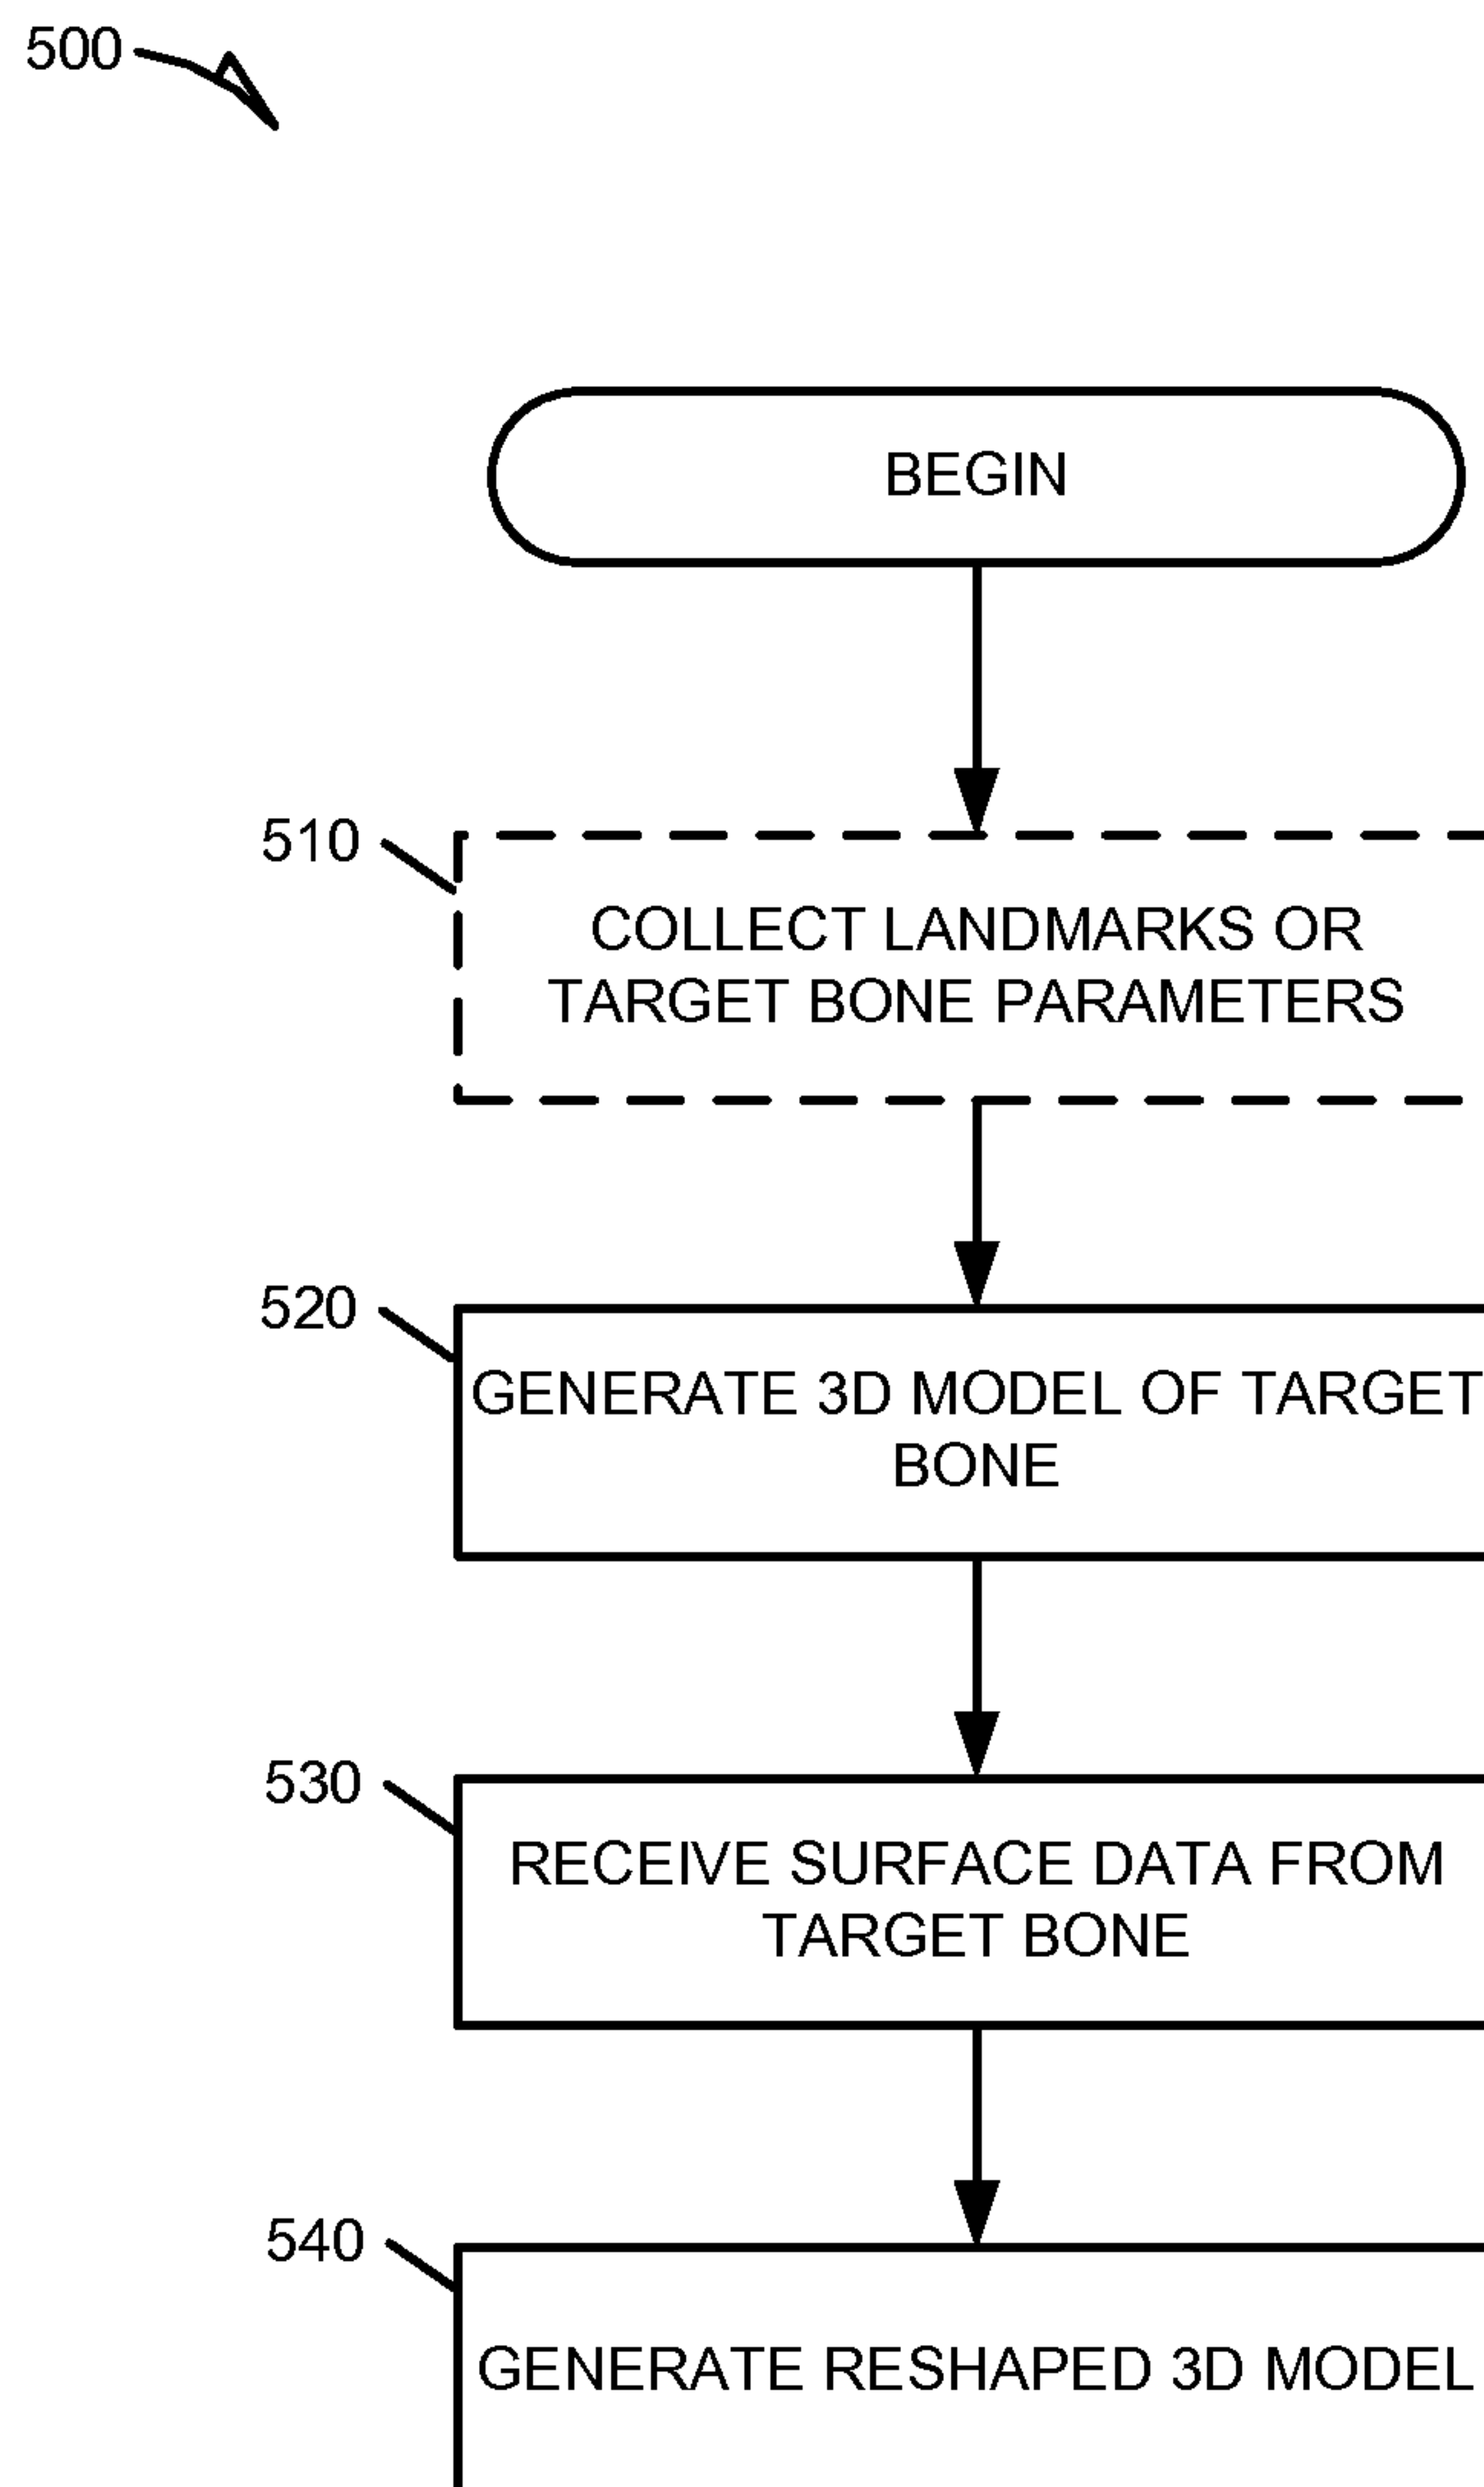 500
BEGIN
510
COLLECT LANDMARKS OR
TARGET BONE PARAMETERS
520
GENERATE 3D MODEL OF TARGET
BONE
530
RECEIVE SURFACE DATA FROM
TARGET BONE
540
GENERATE RESHAPED 3D MODEL